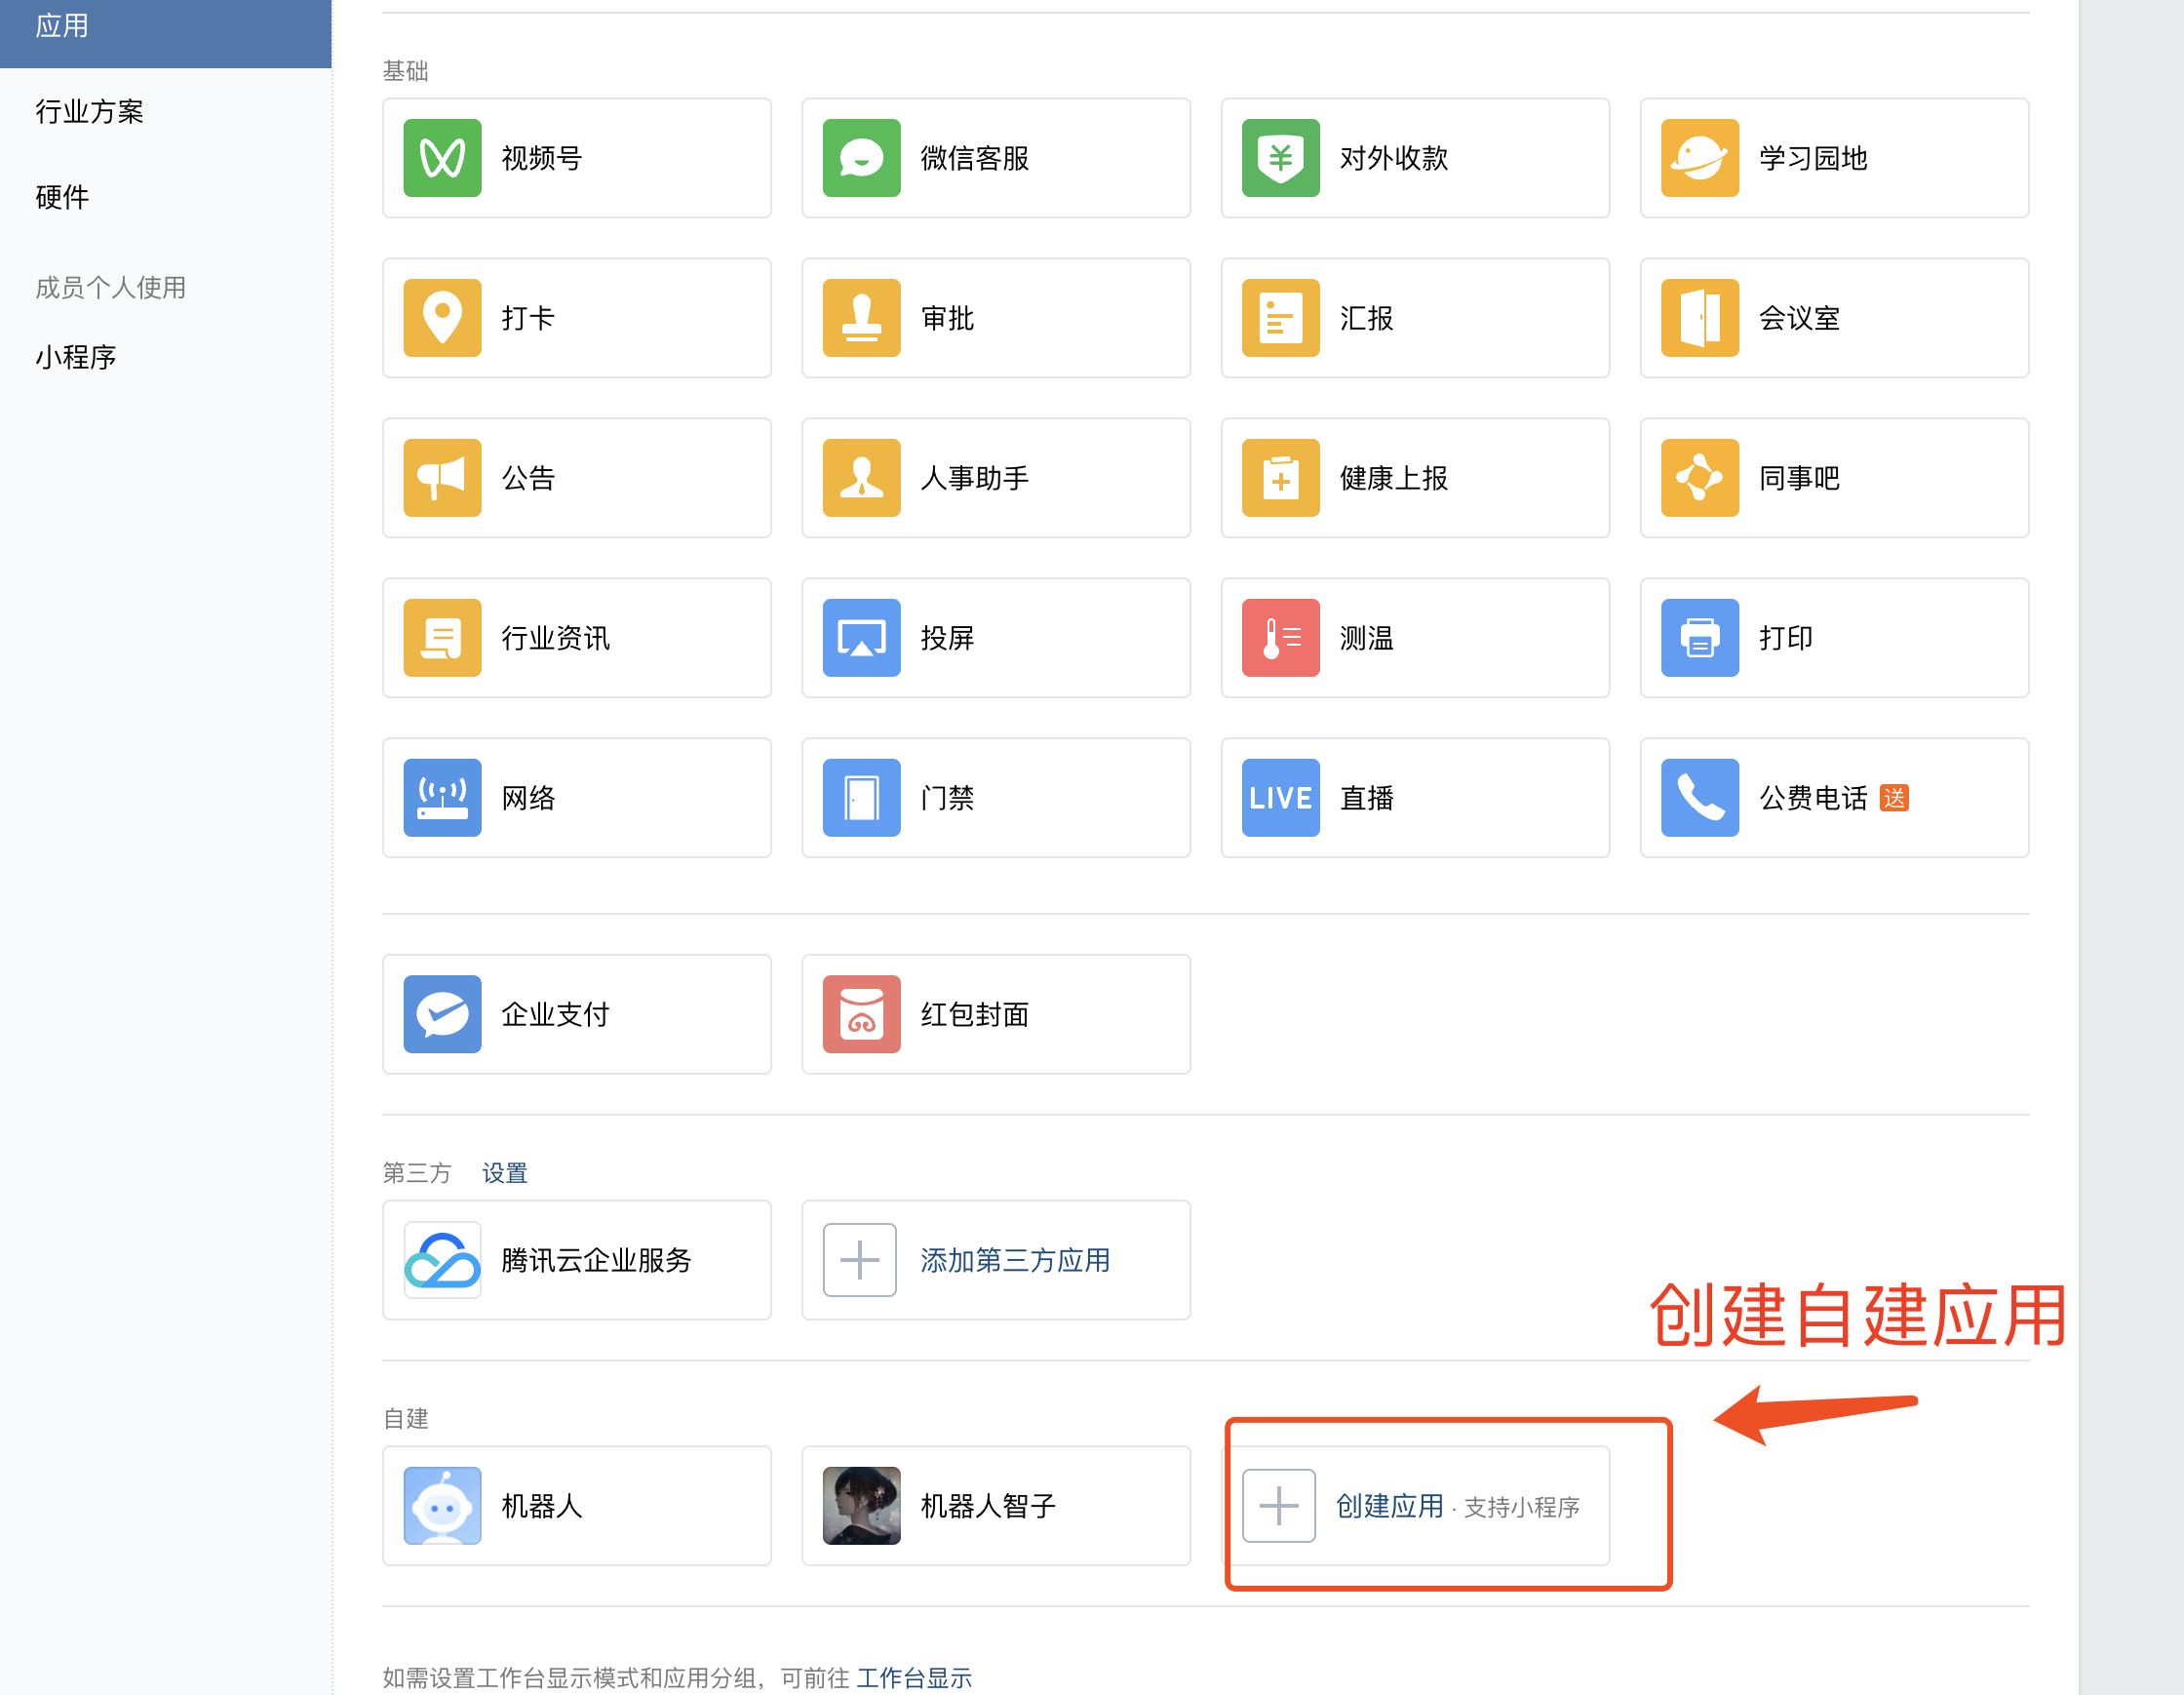 应用
行业方案
硬件
成员个人使用
小程序
基础
视频号
微信客服
对外收款
学习园地
打卡
审批
汇报
会议室
公告
人事助手
健康上报
同事吧
行业资讯
投屏
测温
打印
网络
门禁
LIVE 直播
公费电话 送
企业支付
红包封面
第三方 设置
腾讯云企业服务
添加第三方应用
创建自建应用
自建
机器人
机器人智子
创建应用 · 支持小程序
如需设置工作台显示模式和应用分组，可前往 工作台显示